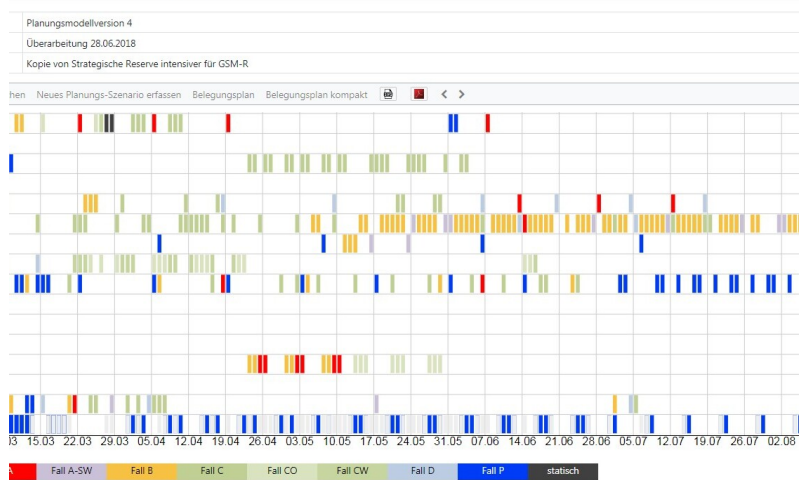 Planungsmodellversion 4
Überarbeitung 28.06.2018
Kopie von Strategische Reserve intensiver für GSM-R
hen Neues Planungs-Szenario erfassen Belegungsplan Belegungsplan kompakt
03 15.03 22.03 29.03 05.04 12.04 19.04 26.04 03.05 10.05 17.05 24.05 31.05 07.06 14.06 21.06 28.06 05.07 12.07 19.07 26.07 02.08
A Fall A-SW Fall B Fall C Fall CO Fall CW Fall D Fall P statisch